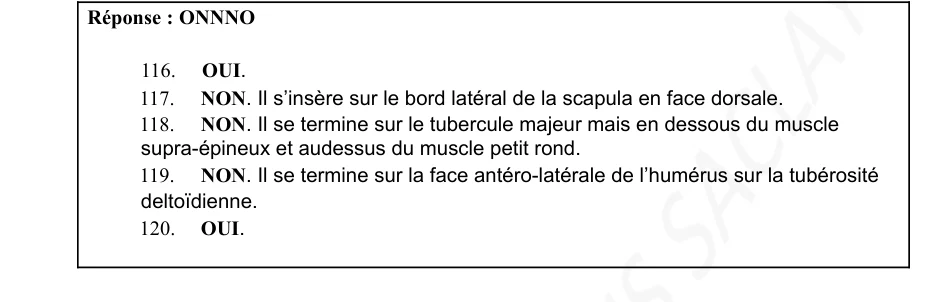 Réponse : ONNNO
116. OUI.
117. NON. Il s’insère sur le bord latéral de la scapula en face dorsale.
118. NON. Il se termine sur le tubercule majeur mais en dessous du muscle
supra-épineux et audessus du muscle petit rond.
119. NON. Il se termine sur la face antéro-latérale de l’humérus sur la tubérosité
deltoïdienne.
120. OUI.